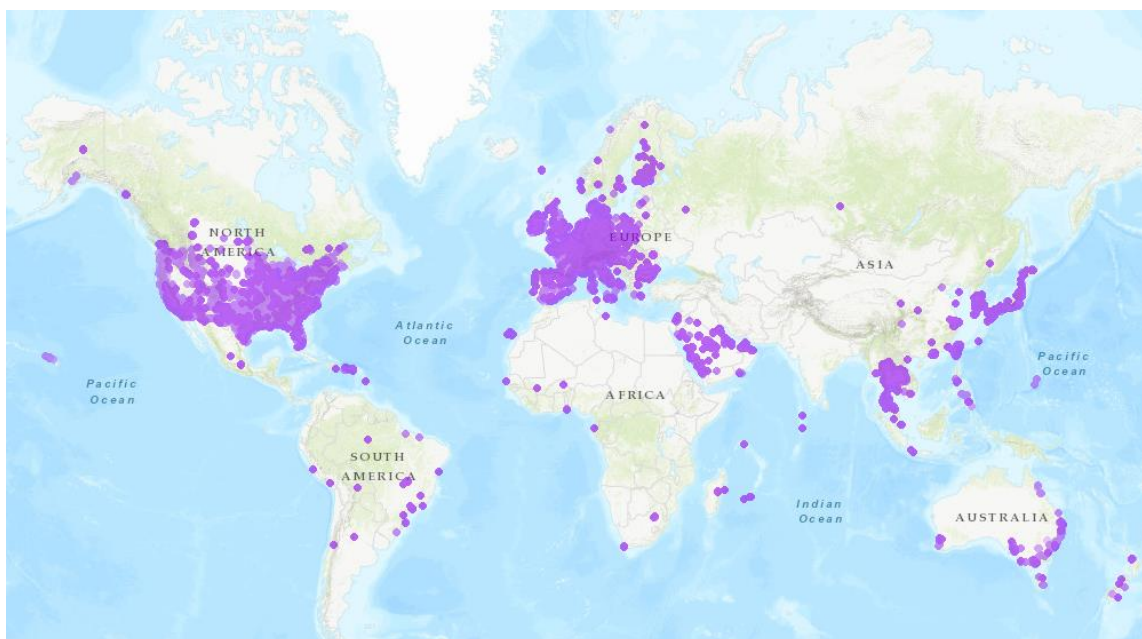 NORTH
AMERICA
EUROPE
ASIA
Atlantic
Ocean
Pacific
Ocean
Pacific
Ocean
AFRICA
SOUTH
AMERICA
Indian
Ocean
AUSTRALIA